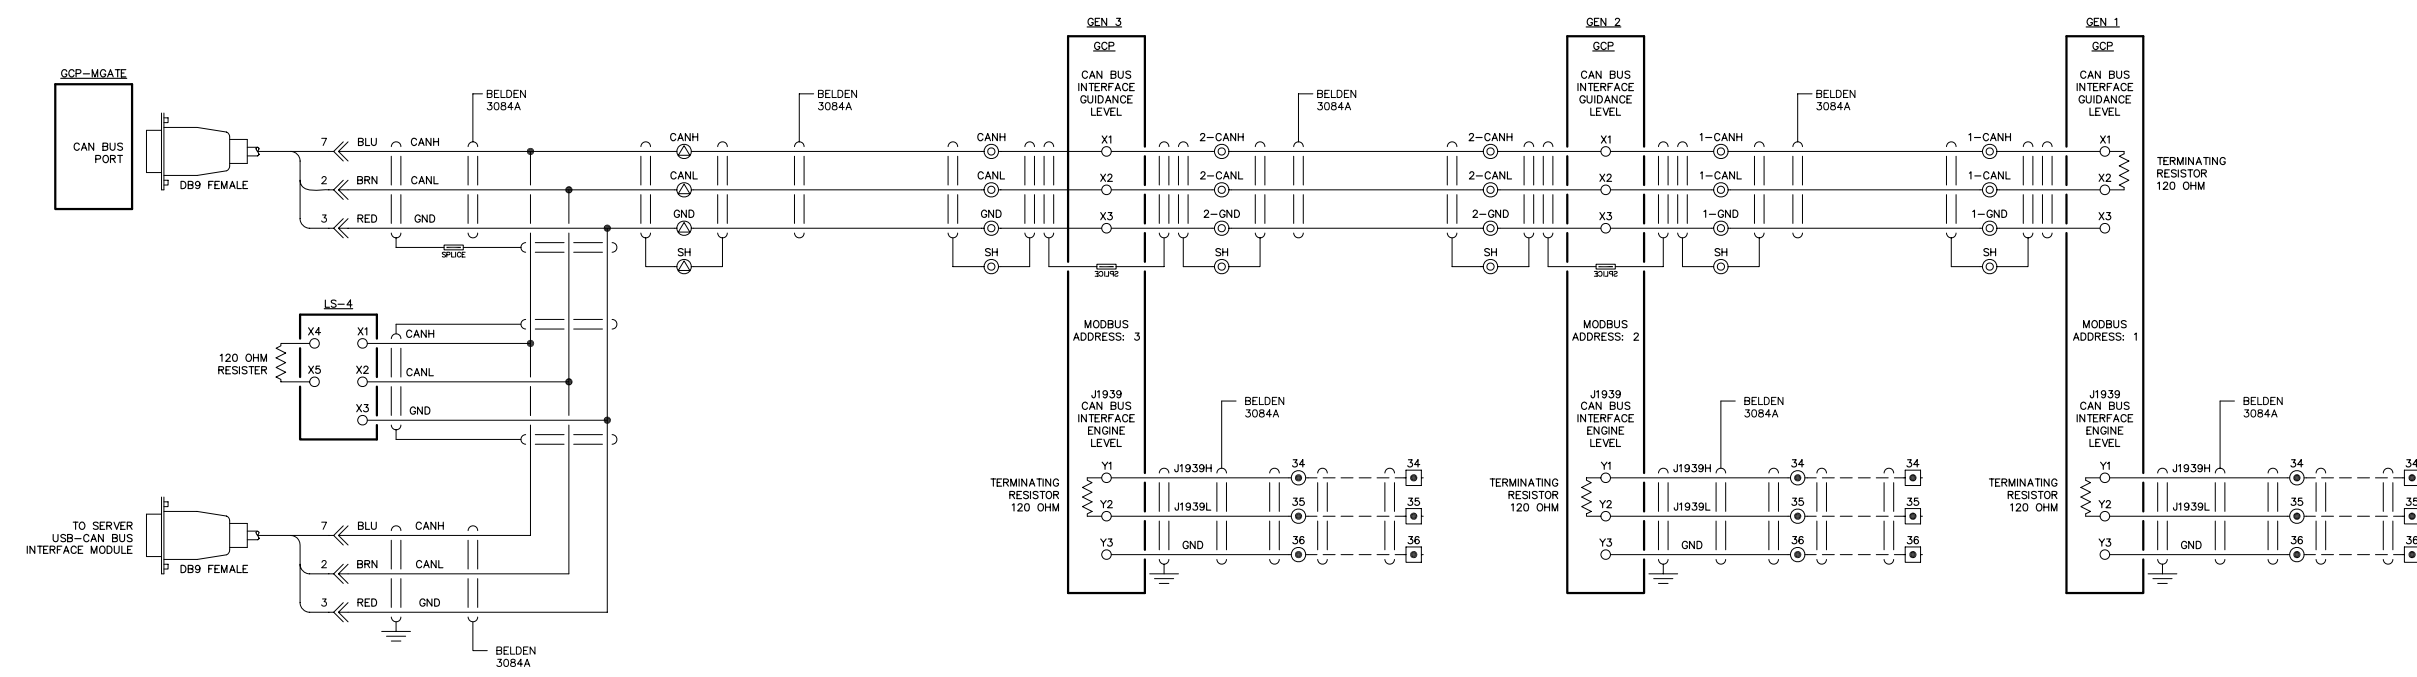 GEN 3
GEN 2
GEN 1
GCP
GCP
GCP
GCP-MGATE
CAN BUS
PORT
DB9 FEMALE
7
BLU
CANH
2
BRN
CANL
3
RED
GND
SPLICE
BELDEN
3084A
CANH
CANL
GND
SH
BELDEN
3084A
CANH
CANL
GND
SH
CAN BUS
INTERFACE
GUIDANCE
LEVEL
X1
X2
X3
SPLICE
MODBUS
ADDRESS: 3
2-CANH
2-CANL
2-GND
SH
BELDEN
3084A
2-CANH
2-CANL
2-GND
SH
CAN BUS
INTERFACE
GUIDANCE
LEVEL
X1
X2
X3
SPLICE
MODBUS
ADDRESS: 2
1-CANH
1-CANL
1-GND
SH
BELDEN
3084A
1-CANH
1-CANL
1-GND
SH
CAN BUS
INTERFACE
GUIDANCE
LEVEL
X1
X2
X3
TERMINATING
RESISTOR
120 OHM
MODBUS
ADDRESS: 1
LS-4
X4
X1
CANH
120 OHM
RESISTER
X5
X2
CANL
X3
GND
TO SERVER
USB-CAN BUS
INTERFACE MODULE
DB9 FEMALE
7
BLU
CANH
2
BRN
CANL
3
RED
GND
BELDEN
3084A
J1939
CAN BUS
INTERFACE
ENGINE
LEVEL
TERMINATING
RESISTOR
120 OHM
Y1
Y2
Y3
J1939H
J1939L
GND
BELDEN
3084A
34
35
36
34
35
36
J1939
CAN BUS
INTERFACE
ENGINE
LEVEL
TERMINATING
RESISTOR
120 OHM
Y1
Y2
Y3
J1939H
J1939L
GND
BELDEN
3084A
34
35
36
34
35
36
J1939
CAN BUS
INTERFACE
ENGINE
LEVEL
TERMINATING
RESISTOR
120 OHM
Y1
Y2
Y3
J1939H
J1939L
GND
BELDEN
3084A
34
35
36
34
35
36